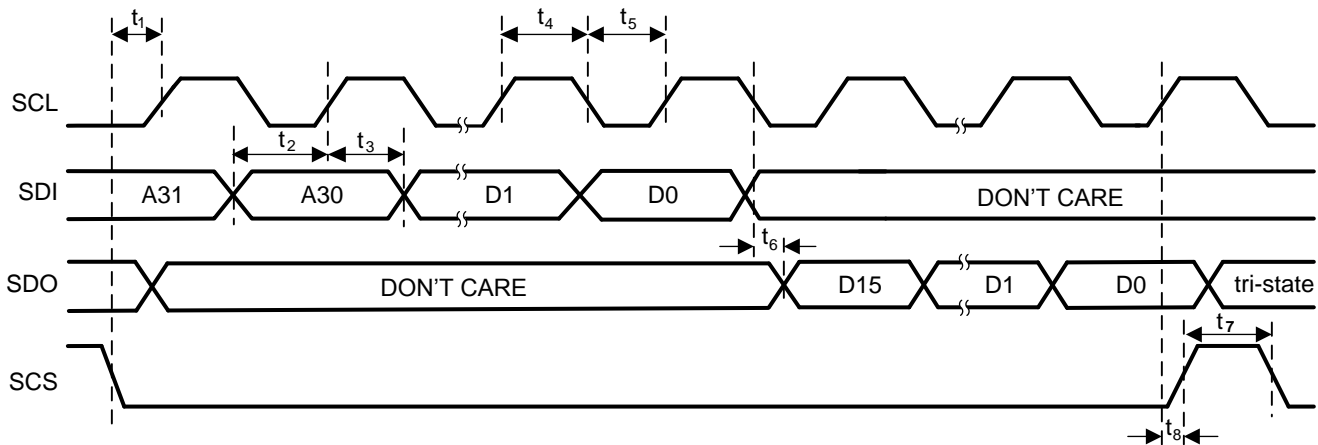 t1 t4 t5
SCL
t2 t3
SDI A31 A30 D1 D0 DON'T CARE
t6
SDO DON'T CARE D15 D1 D0 tri-state
t7
SCS
t8